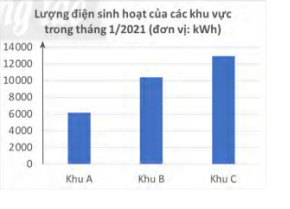 Lượng điện sinh hoạt của các khu vực
trong tháng 1/2021 (đơn vị: kWh)
14000
12000
10000
8000
6000
4000
2000
0
Khu A Khu B Khu C